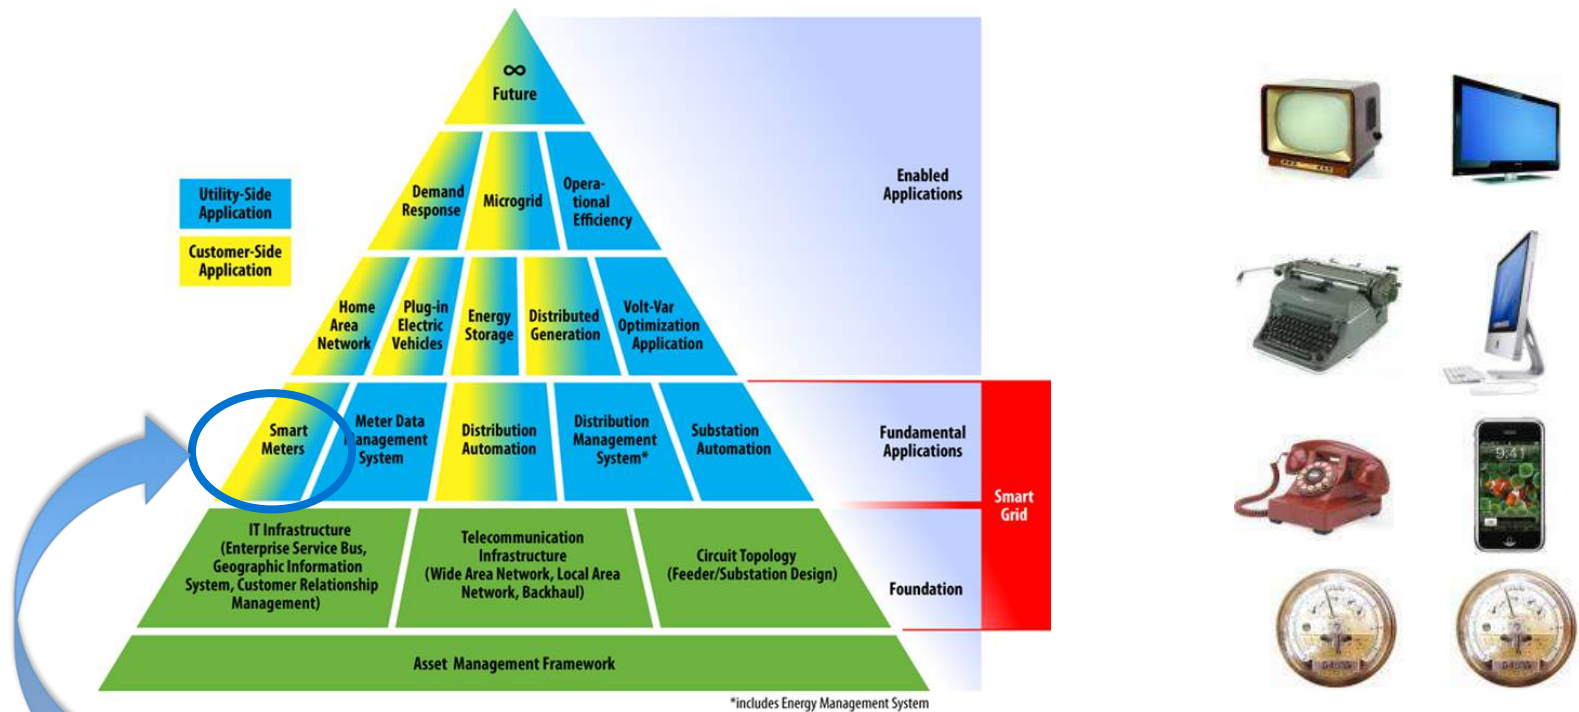 ∞
Future
Demand
Response
Microgrid
Opera-
tional
Efficiency
Enabled
Applications
Utility-Side
Application
Customer-Side
Application
Home
Area
Network
Plug-in
Electric
Vehicles
Energy
Storage
Distributed
Generation
Volt-Var
Optimization
Application
Smart
Meters
Meter Data
Management
System
Distribution
Automation
Distribution
Management
System*
Substation
Automation
Fundamental
Applications
Smart
Grid
IT Infrastructure
(Enterprise Service Bus,
Geographic Information
System, Customer Relationship
Management)
Telecommunication
Infrastructure
(Wide Area Network, Local Area
Network, Backhaul)
Circuit Topology
(Feeder/Substation Design)
Foundation
Asset Management Framework
*includes Energy Management System
9:41